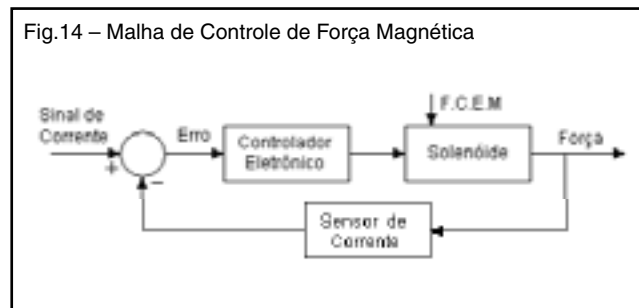 Fig.14 – Malha de Controle de Força Magnética
F.C.E.M
Sinal de
Corrente
Erro
Controlador
Eletrônico
Solenóide
Força
+
–
Sensor de
Corrente